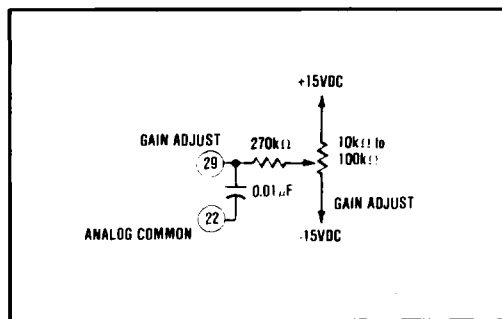 +15VDC
GAIN ADJUST
270kΩ
10kΩ to
100kΩ
29
0.01μF
GAIN ADJUST
22
ANALOG COMMON
-15VDC